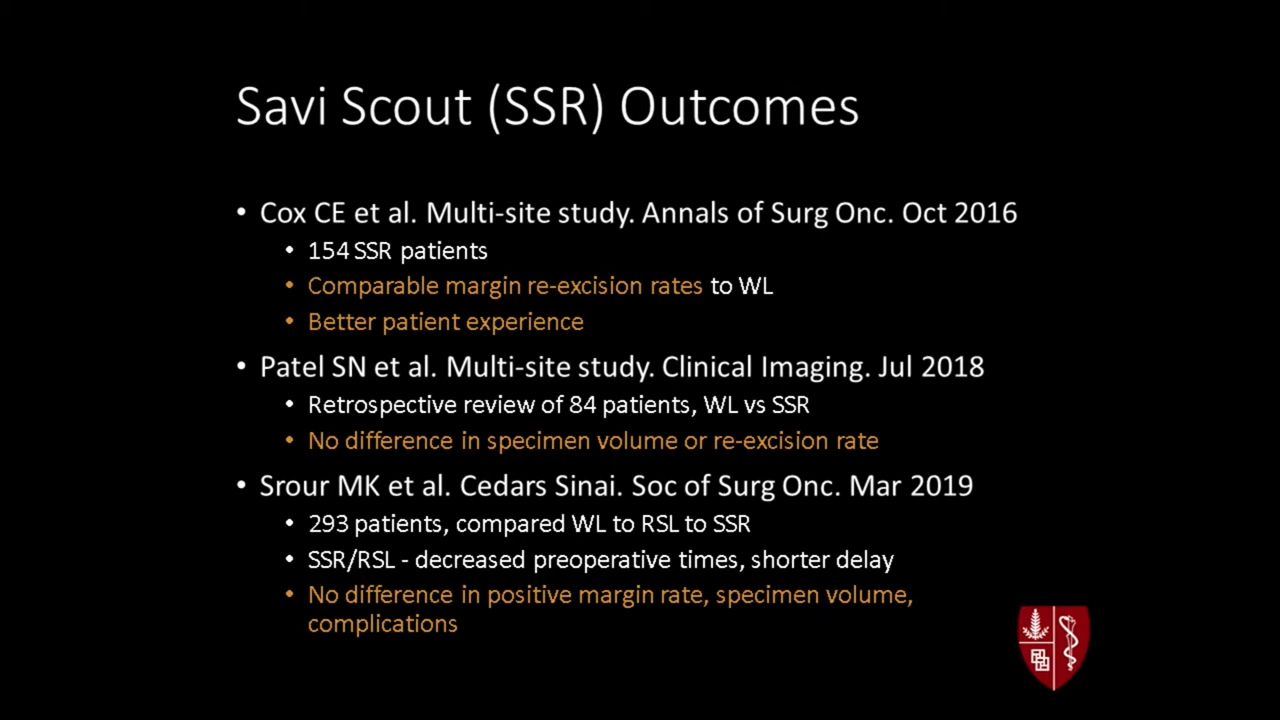 Savi Scout (SSR) Outcomes
• Cox CE et al. Multi-site study. Annals of Surg Onc. Oct 2016
• 154 SSR patients
• Comparable margin re-excision rates to WL
• Better patient experience
• Patel SN et al. Multi-site study. Clinical Imaging. Jul 2018
• Retrospective review of 84 patients, WL vs SSR
• No difference in specimen volume or re-excision rate
• Srour MK et al. Cedars Sinai. Soc of Surg Onc. Mar 2019
• 293 patients, compared WL to RSL to SSR
• SSR/RSL - decreased preoperative times, shorter delay
• No difference in positive margin rate, specimen volume,
complications